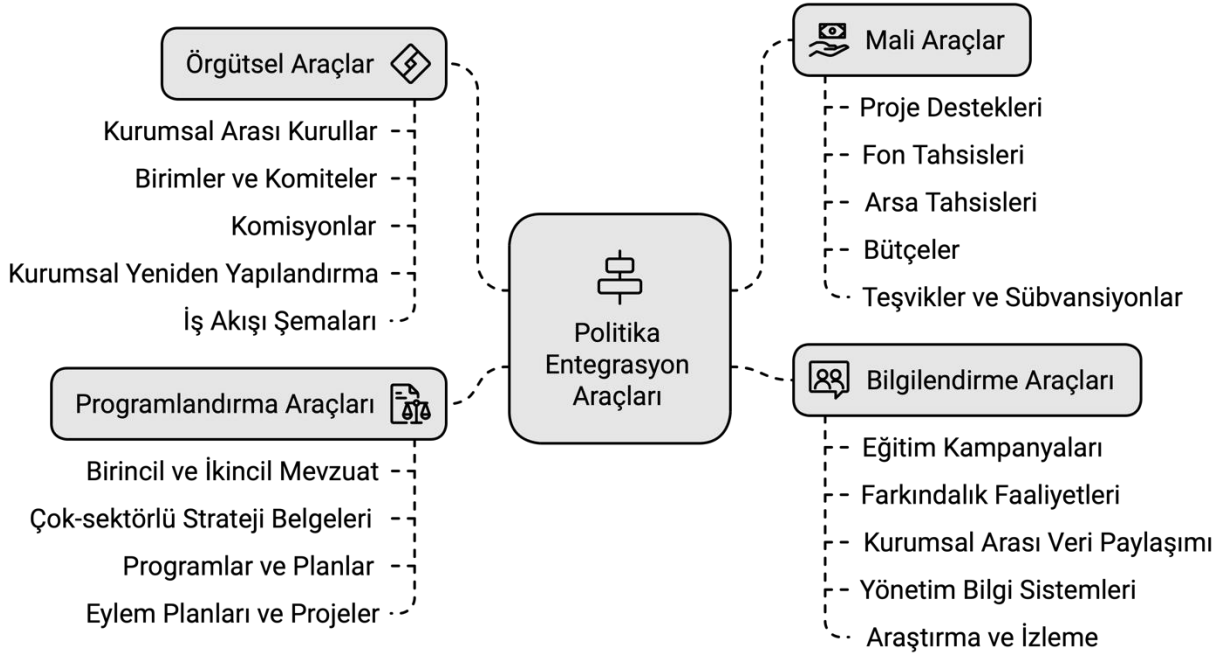 Örgütsel Araçlar
Kurumsal Arası Kurullar
Birimler ve Komiteler
Komisyonlar
Kurumsal Yeniden Yapılandırma
İş Akışı Şemaları
Programlandırma Araçları
Birincil ve İkincil Mevzuat
Çok-sektörlü Strateji Belgeleri
Programlar ve Planlar
Eylem Planları ve Projeler
Politika
Entegrasyon
Araçları
Mali Araçlar
Proje Destekleri
Fon Tahsisleri
Arsa Tahsisleri
Bütçeler
Teşvikler ve Sübvansiyonlar
Bilgilendirme Araçları
Eğitim Kampanyaları
Farkındalık Faaliyetleri
Kurumsal Arası Veri Paylaşımı
Yönetim Bilgi Sistemleri
Araştırma ve İzleme